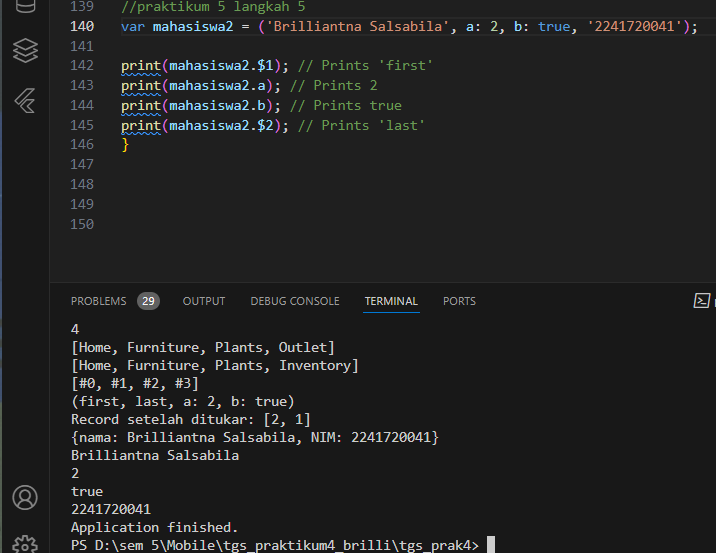 139 //praktikum 5 langkah 5
140 var mahasiswa2 = ('Brilliantna Salsabila', a: 2, b: true, '2241720041');
141
142 print(mahasiswa2.$1); // Prints 'first'
143 print(mahasiswa2.a); // Prints 2
144 print(mahasiswa2.b); // Prints true
145 print(mahasiswa2.$2); // Prints 'last'
146 }
147
148
149
150
PROBLEMS 29 OUTPUT DEBUG CONSOLE TERMINAL PORTS
4
[Home, Furniture, Plants, Outlet]
[Home, Furniture, Plants, Inventory]
[#0, #1, #2, #3]
(first, last, a: 2, b: true)
Record setelah ditukar: [2, 1]
{nama: Brilliantna Salsabila, NIM: 2241720041}
Brilliantna Salsabila
2
true
2241720041
Application finished.
PS D:\sem 5\Mobile\tgs_praktikum4_brilli\tgs_prak4>